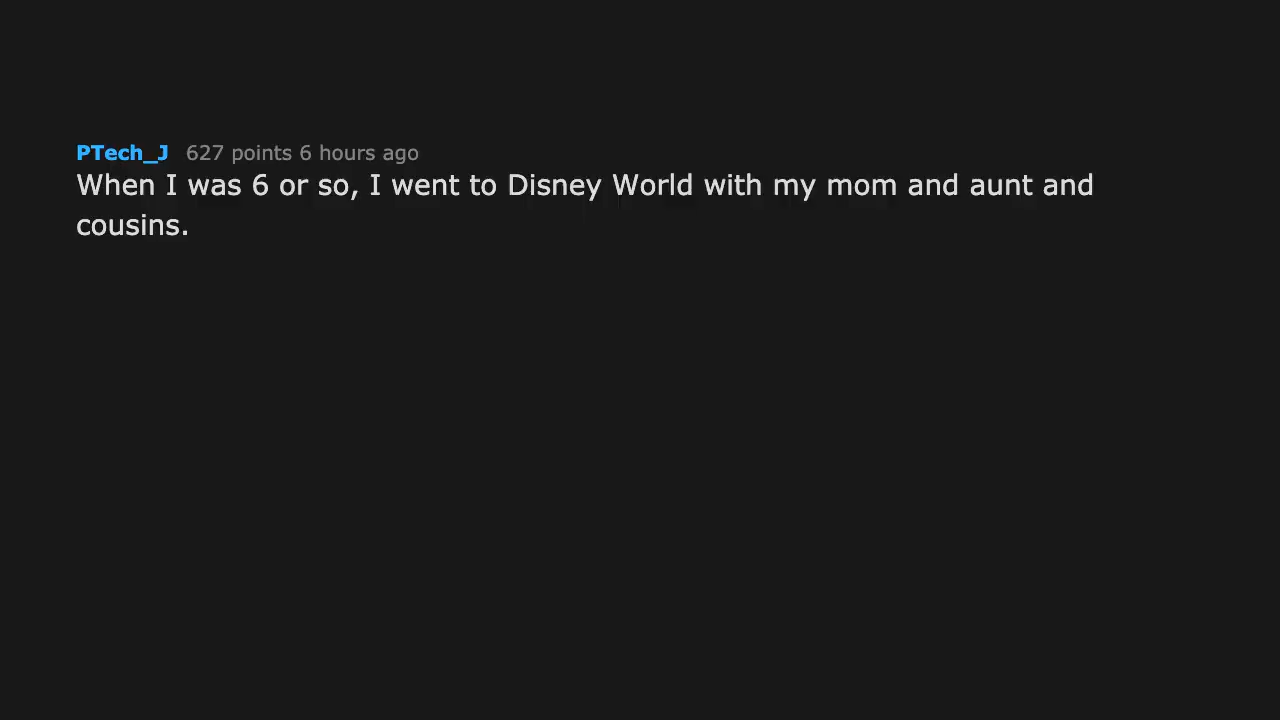 PTech_J 627 points 6 hours ago
When I was 6 or so, I went to Disney World with my mom and aunt and
cousins.